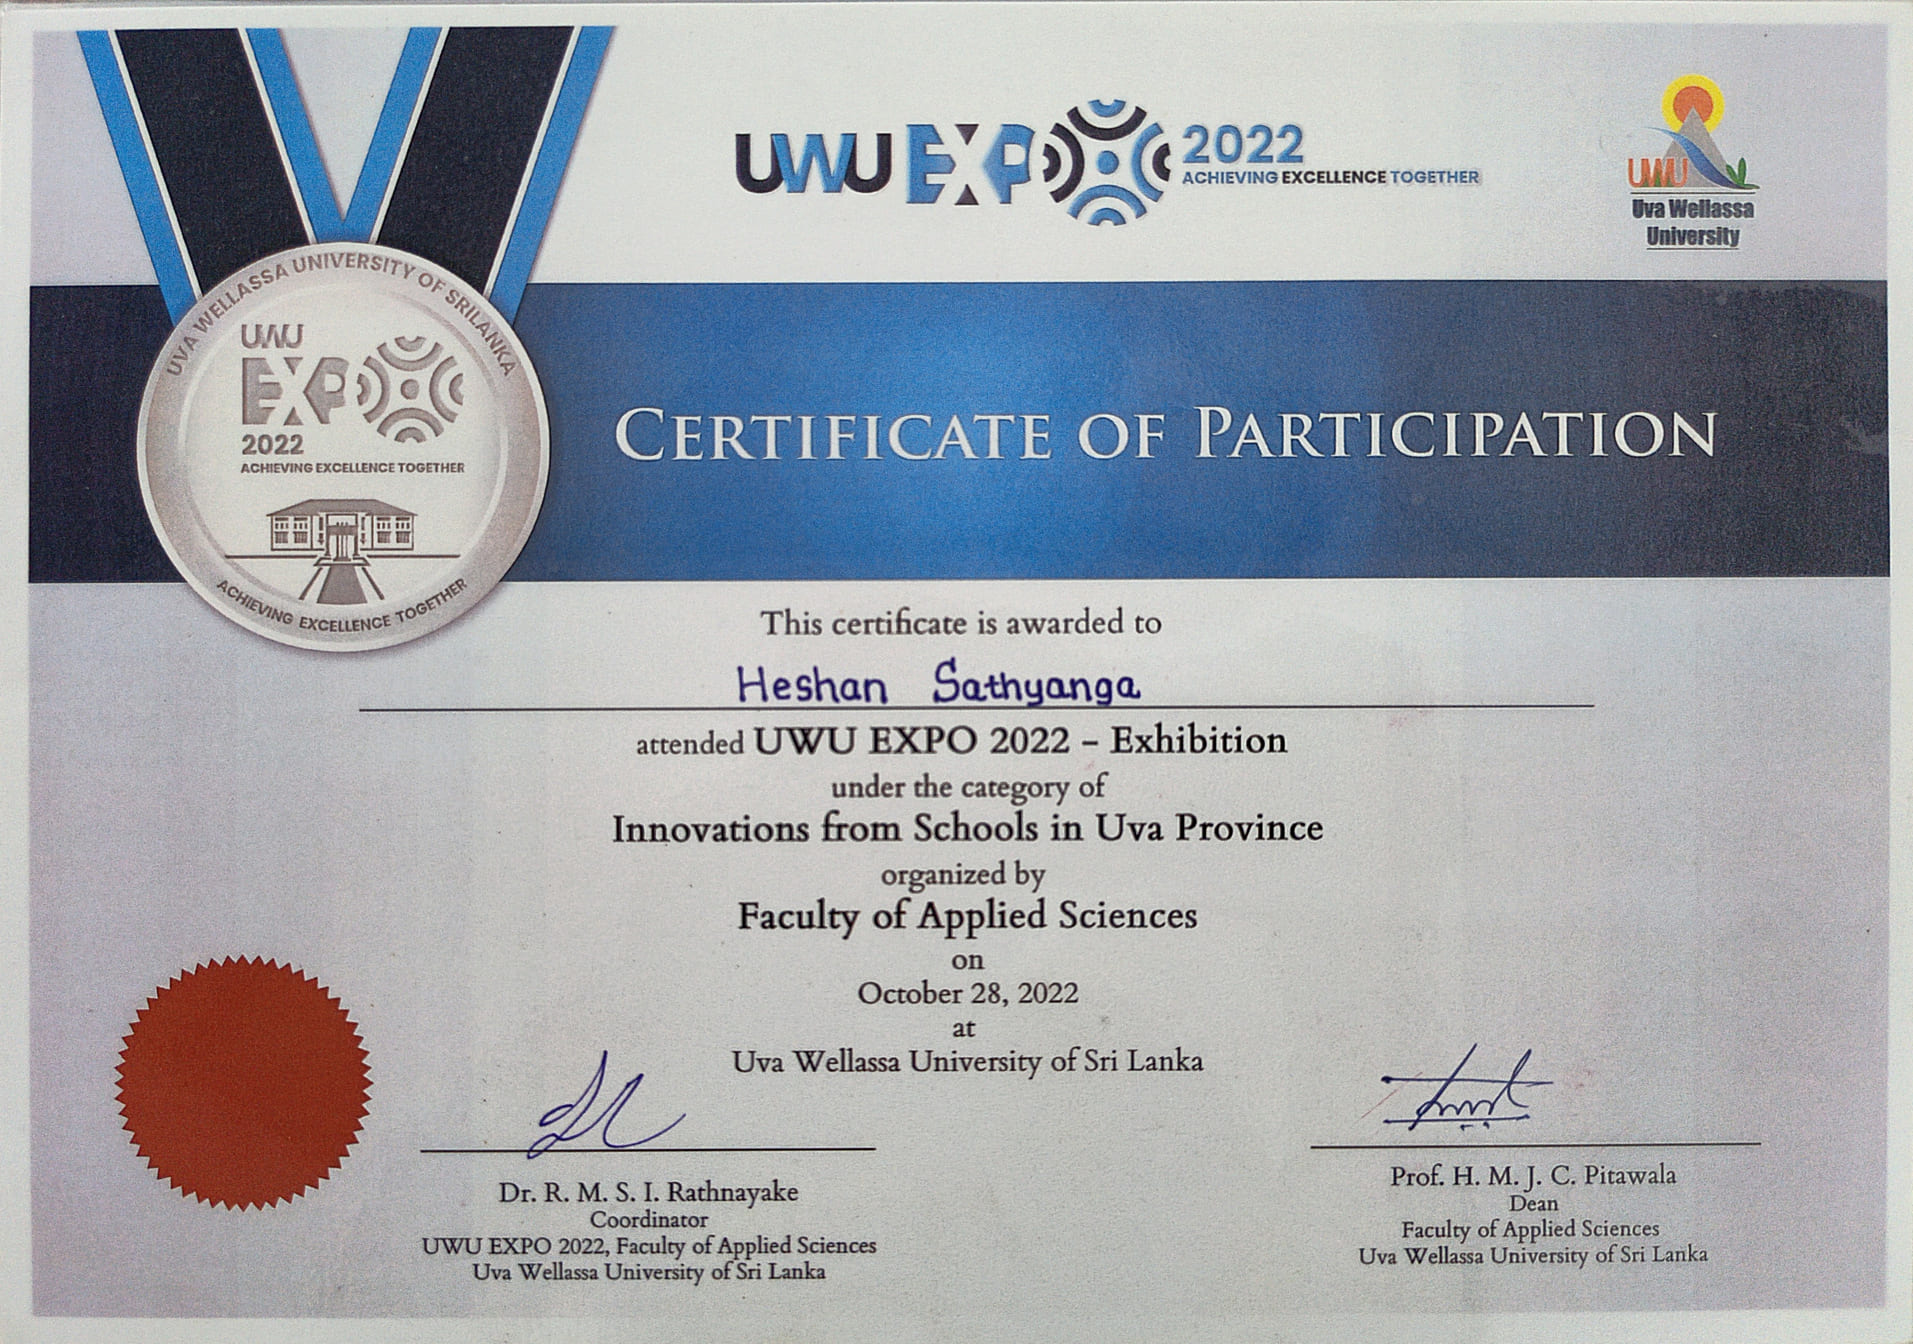 UWU EXPO 2022
ACHIEVING EXCELLENCE TOGETHER
UWU
Uva Wellassa
University
UVA WELLASSA UNIVERSITY OF SRILANKA
UWU
EXPO
2022
ACHIEVING EXCELLENCE TOGETHER
ACHIEVING EXCELLENCE TOGETHER
CERTIFICATE OF PARTICIPATION
This certificate is awarded to
Heshan Sathyanga
attended UWU EXPO 2022 – Exhibition
under the category of
Innovations from Schools in Uva Province
organized by
Faculty of Applied Sciences
on
October 28, 2022
at
Uva Wellassa University of Sri Lanka
Dr. R. M. S. I. Rathnayake
Coordinator
UWU EXPO 2022, Faculty of Applied Sciences
Uva Wellassa University of Sri Lanka
Prof. H. M. J. C. Pitawala
Dean
Faculty of Applied Sciences
Uva Wellassa University of Sri Lanka